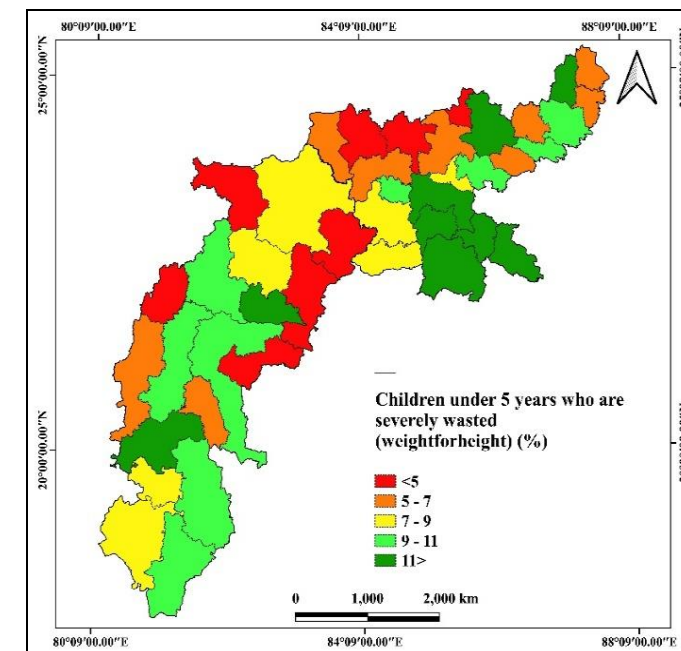 80°09'00.00"E 84°09'00.00"E 88°09'00.00"E
25°00'00.00"N
20°00'00.00"N
Children under 5 years who are
severely wasted
(weightforheight) (%)
<5
5 - 7
7 - 9
9 - 11
11>
0 1,000 2,000 km
80°09'00.00"E 84°09'00.00"E 88°09'00.00"E